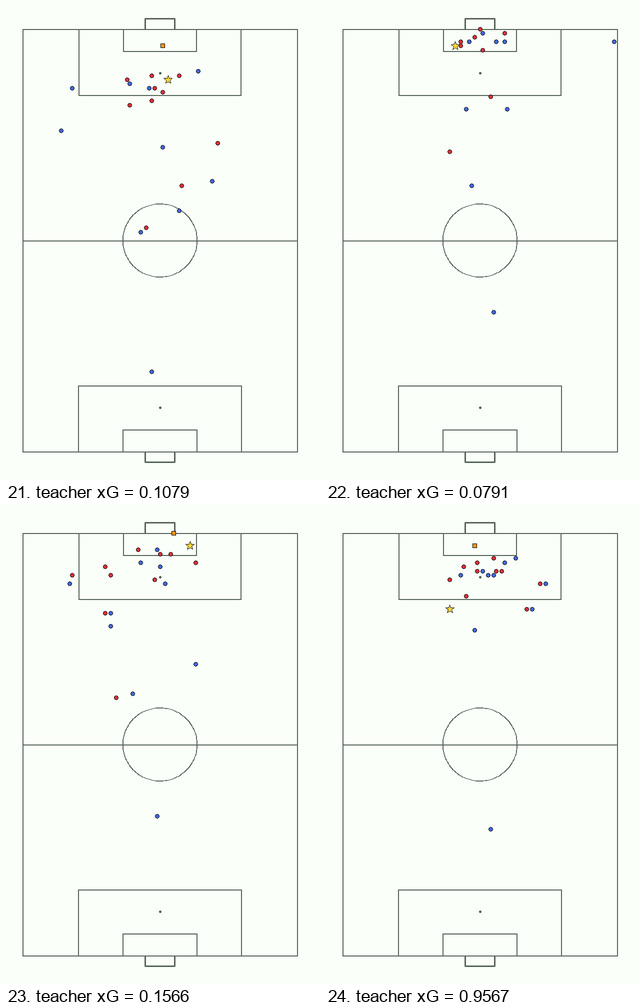 21. teacher xG = 0.1079
22. teacher xG = 0.0791
23. teacher xG = 0.1566
24. teacher xG = 0.9567